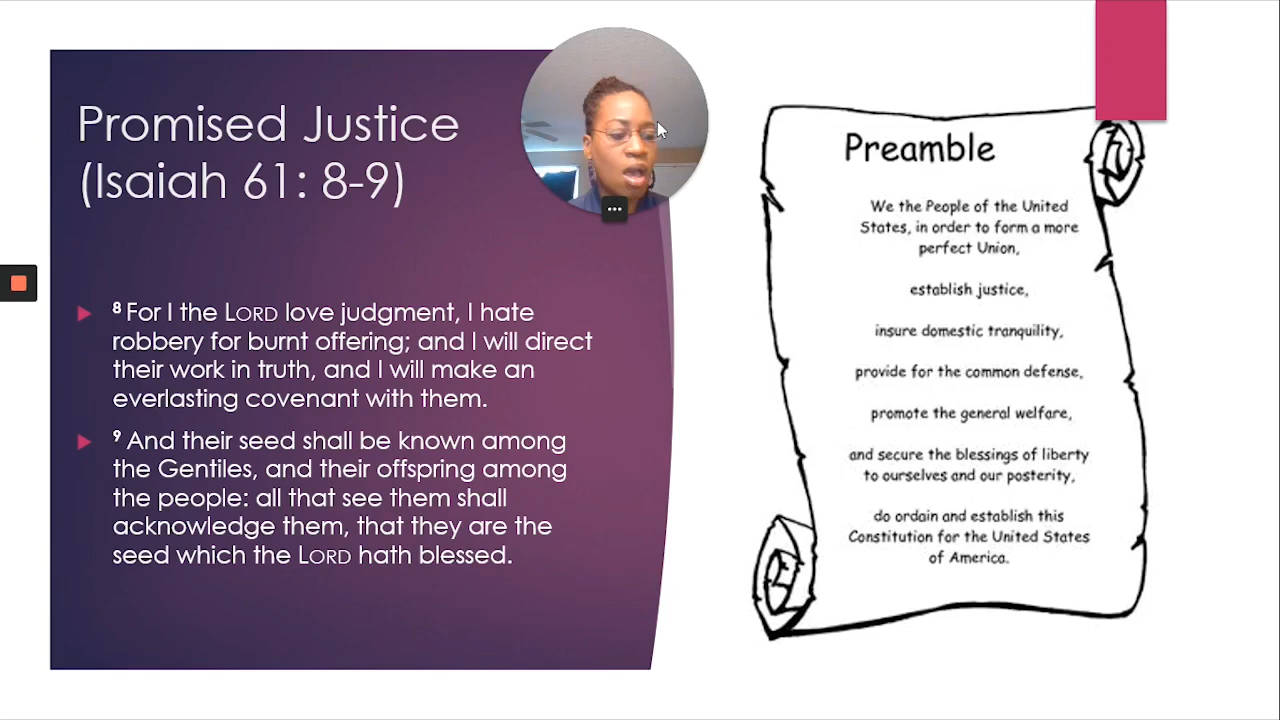 Promised Justice
(Isaiah 61: 8-9)
8 For I the LORD love judgment, I hate
robbery for burnt offering; and I will direct
their work in truth, and I will make an
everlasting covenant with them.
9 And their seed shall be known among
the Gentiles, and their offspring among
the people: all that see them shall
acknowledge them, that they are the
seed which the LORD hath blessed.
Preamble
We the People of the United
States, in order to form a more
perfect Union,
establish justice,
insure domestic tranquility,
provide for the common defense,
promote the general welfare,
and secure the blessings of liberty
to ourselves and our posterity,
do ordain and establish this
Constitution for the United States
of America.